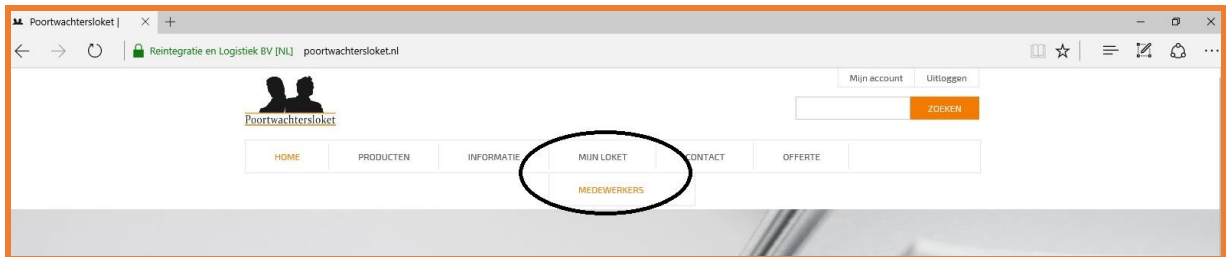 Poortwachtersloket |
Reintegratie en Logistiek BV [NL] poortwachtersloket.nl
Mijn account Uitloggen
Poortwachtersloket
ZOEKEN
HOME PRODUCTEN INFORMATIE MIJN LOKET CONTACT OFFERTE
MEDEWERKERS